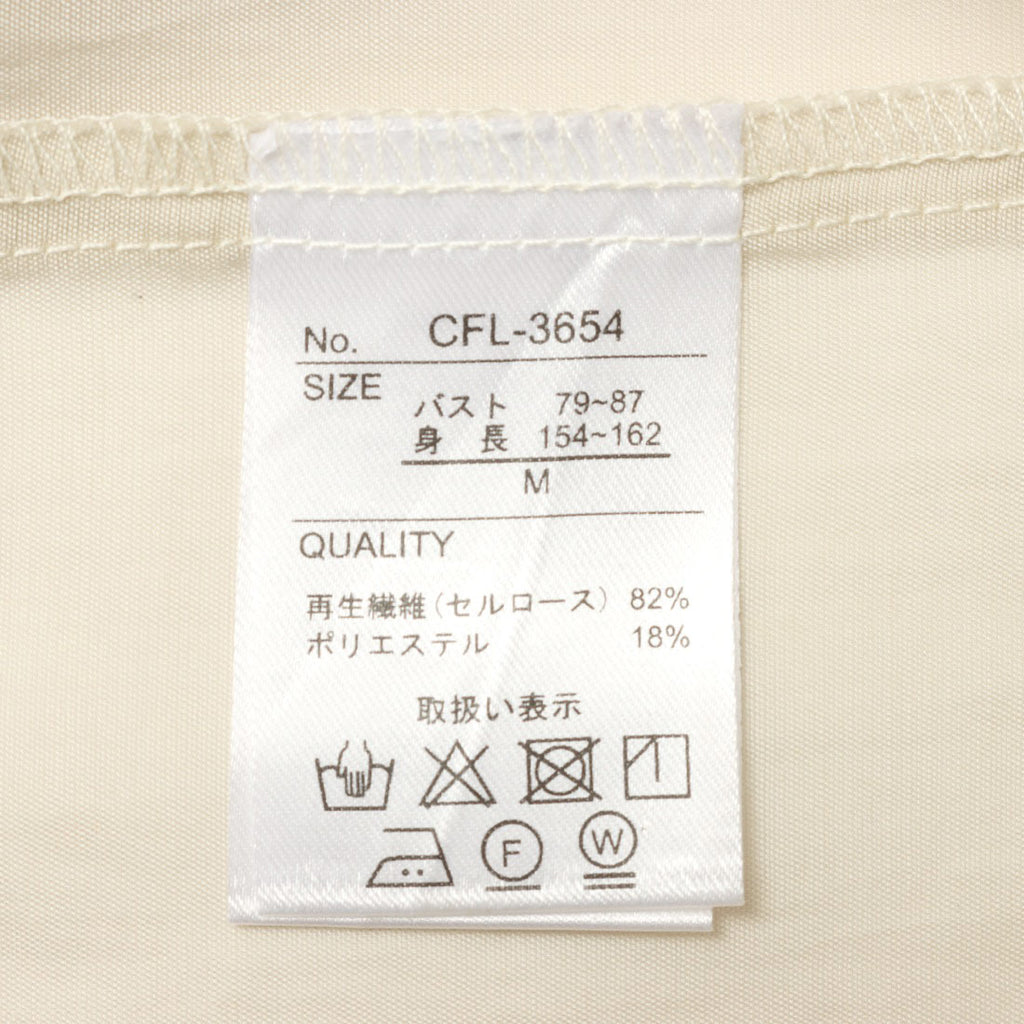 No. CFL-3654
SIZE
バスト 79~87
身長 154~162
M
QUALITY
再生繊維(セルロース) 82%
ポリエステル 18%
取扱い表示
F W